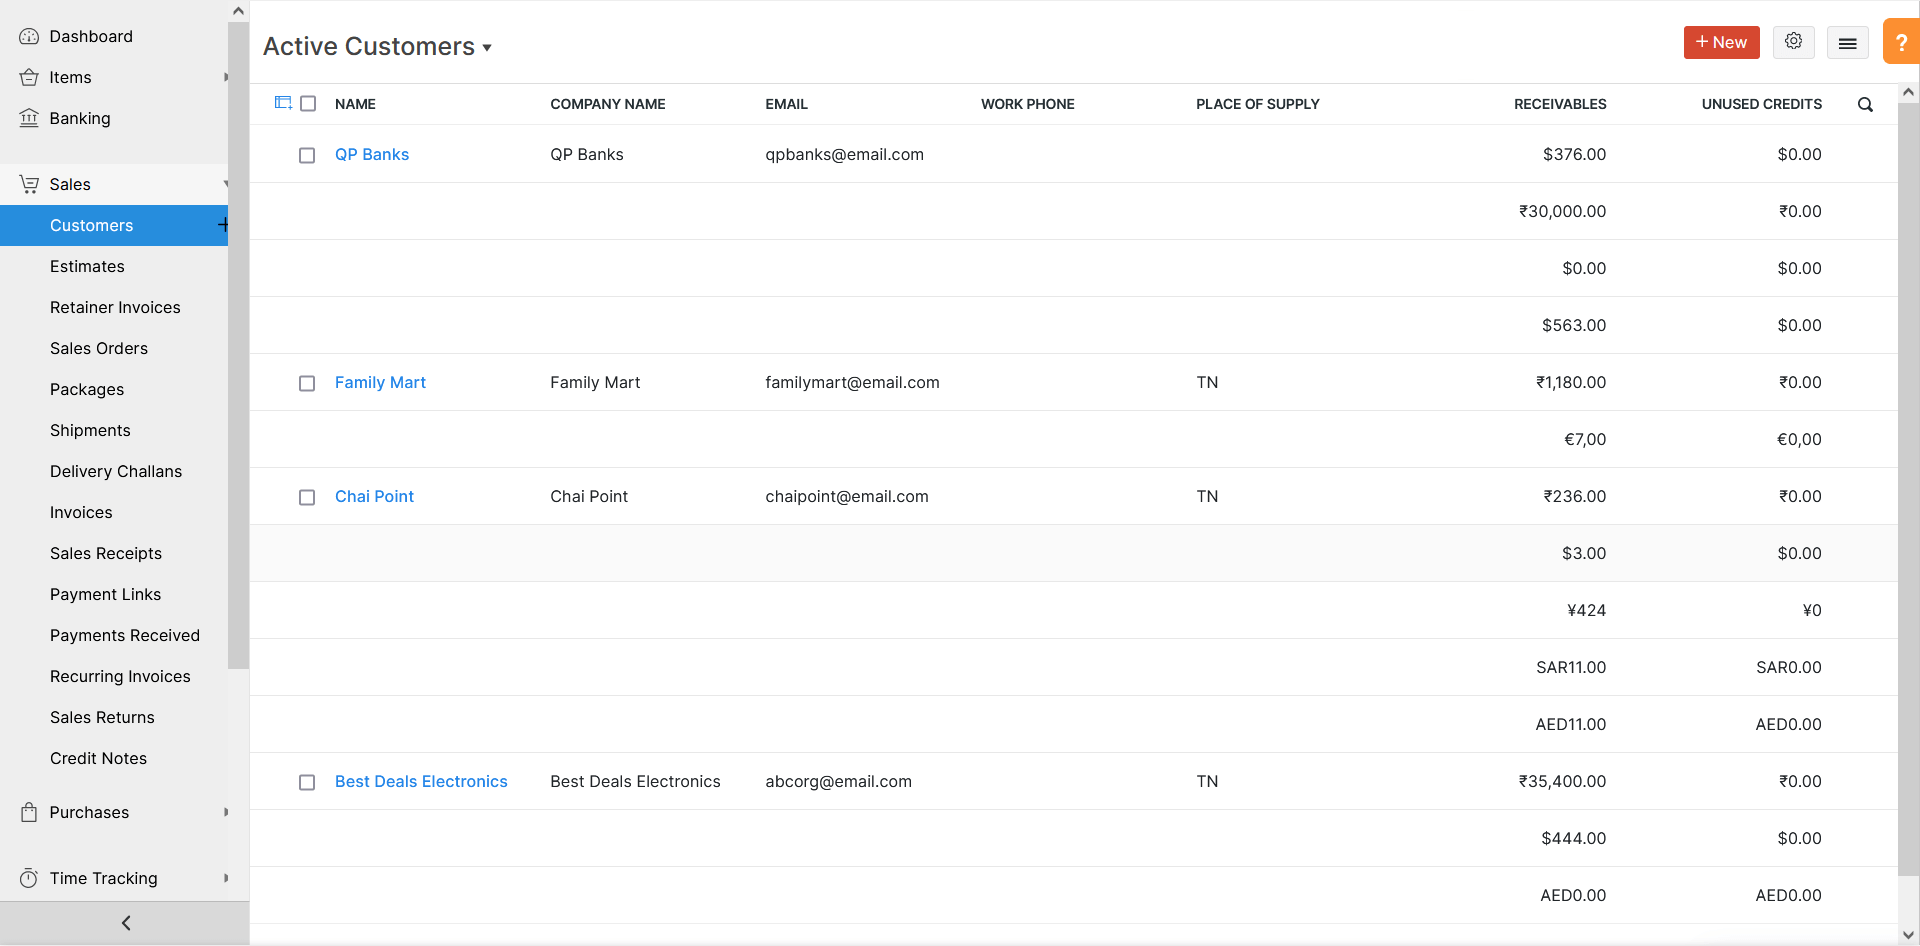 Dashboard
Items
Banking
Sales
Customers
Estimates
Retainer Invoices
Sales Orders
Packages
Shipments
Delivery Challans
Invoices
Sales Receipts
Payment Links
Payments Received
Recurring Invoices
Sales Returns
Credit Notes
Purchases
Time Tracking
Active Customers
+ New
?
NAME COMPANY NAME EMAIL WORK PHONE PLACE OF SUPPLY RECEIVABLES UNUSED CREDITS
QP Banks QP Banks qpbanks@email.com $376.00 $0.00
₹30,000.00 ₹0.00
$0.00 $0.00
$563.00 $0.00
Family Mart Family Mart familymart@email.com TN ₹1,180.00 ₹0.00
€7,00 €0,00
Chai Point Chai Point chaipoint@email.com TN ₹236.00 ₹0.00
$3.00 $0.00
¥424 ¥0
SAR11.00 SAR0.00
AED11.00 AED0.00
Best Deals Electronics Best Deals Electronics abcorg@email.com TN ₹35,400.00 ₹0.00
$444.00 $0.00
AED0.00 AED0.00